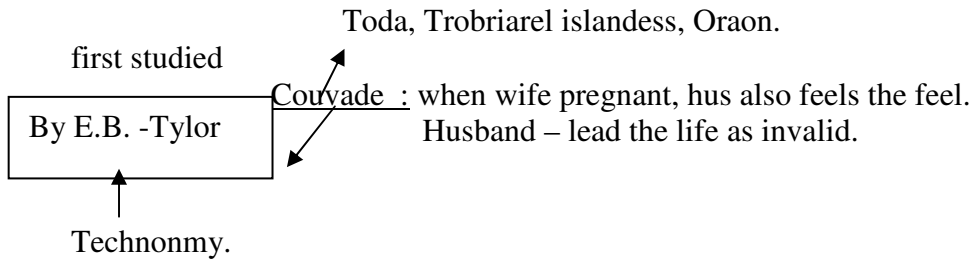 Toda, Trobriarel islandess, Oraon.
first studied
Couvade : when wife pregnant, hus also feels the feel.
By E.B. -Tylor
Husband – lead the life as invalid.
Technonmy.